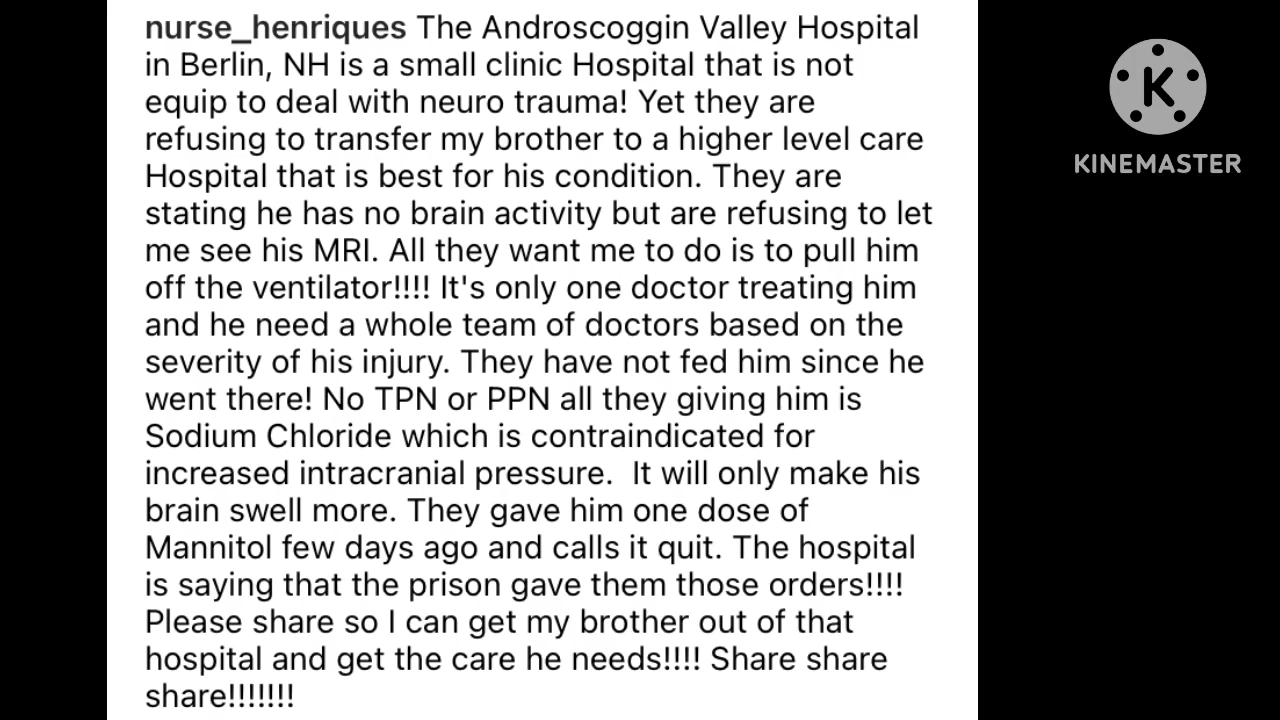 nurse_henriques The Androscoggin Valley Hospital
in Berlin, NH is a small clinic Hospital that is not
equip to deal with neuro trauma! Yet they are
refusing to transfer my brother to a higher level care
Hospital that is best for his condition. They are
stating he has no brain activity but are refusing to let
me see his MRI. All they want me to do is to pull him
off the ventilator!!!! It's only one doctor treating him
and he need a whole team of doctors based on the
severity of his injury. They have not fed him since he
went there! No TPN or PPN all they giving him is
Sodium Chloride which is contraindicated for
increased intracranial pressure.  It will only make his
brain swell more. They gave him one dose of
Mannitol few days ago and calls it quit. The hospital
is saying that the prison gave them those orders!!!!
Please share so I can get my brother out of that
hospital and get the care he needs!!!! Share share
share!!!!!!!
K
KINEMASTER